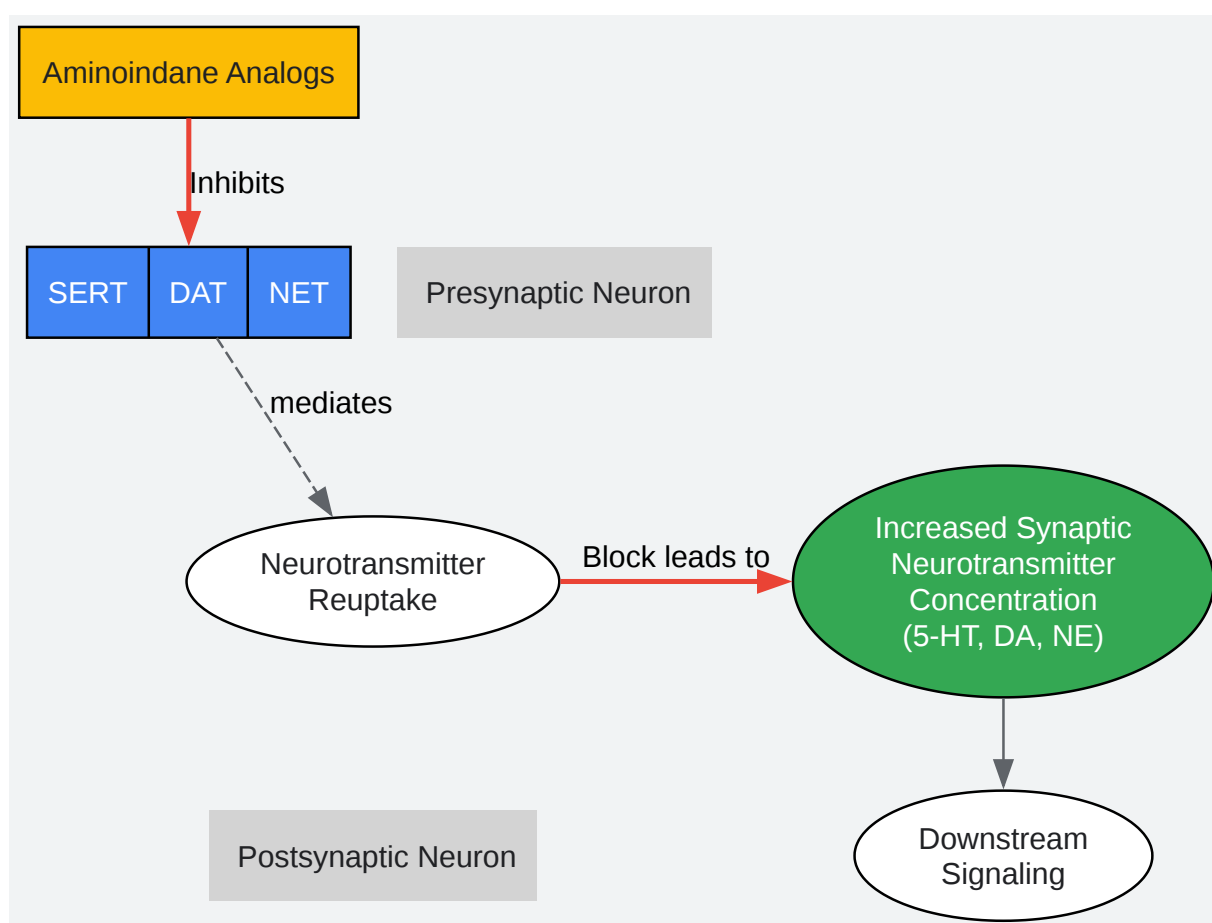 Aminoindane Analogs
Inhibits
SERT
DAT
NET
Presynaptic Neuron
mediates
Neurotransmitter
Reuptake
Block leads to
Increased Synaptic
Neurotransmitter
Concentration
(5-HT, DA, NE)
Postsynaptic Neuron
Downstream
Signaling